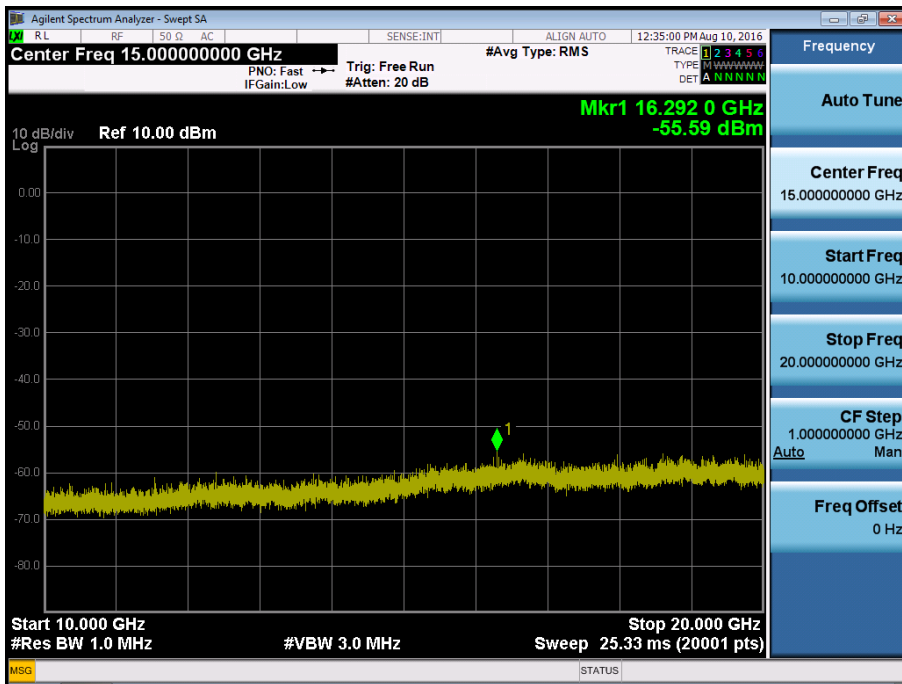 Agilent Spectrum Analyzer - Swept SA
LXI RL RF 50 Ω AC SENSE:INT ALIGN AUTO 12:35:00 PM Aug 10, 2016
Center Freq 15.000000000 GHz
PNO: Fast
IFGain:Low
Trig: Free Run
#Atten: 20 dB
#Avg Type: RMS
TRACE 1 2 3 4 5 6
TYPE M WWWWW
DET A N N N N N
Frequency
Mkr1 16.292 0 GHz
-55.59 dBm
10 dB/div Ref 10.00 dBm
Log
0.00
-10.0
-20.0
-30.0
-40.0
-50.0
-60.0
-70.0
-80.0
1
Start 10.000 GHz
Stop 20.000 GHz
#Res BW 1.0 MHz
#VBW 3.0 MHz
Sweep 25.33 ms (20001 pts)
Auto Tune
Center Freq
15.000000000 GHz
Start Freq
10.000000000 GHz
Stop Freq
20.000000000 GHz
CF Step
1.000000000 GHz
Auto Man
Freq Offset
0 Hz
MSG
STATUS